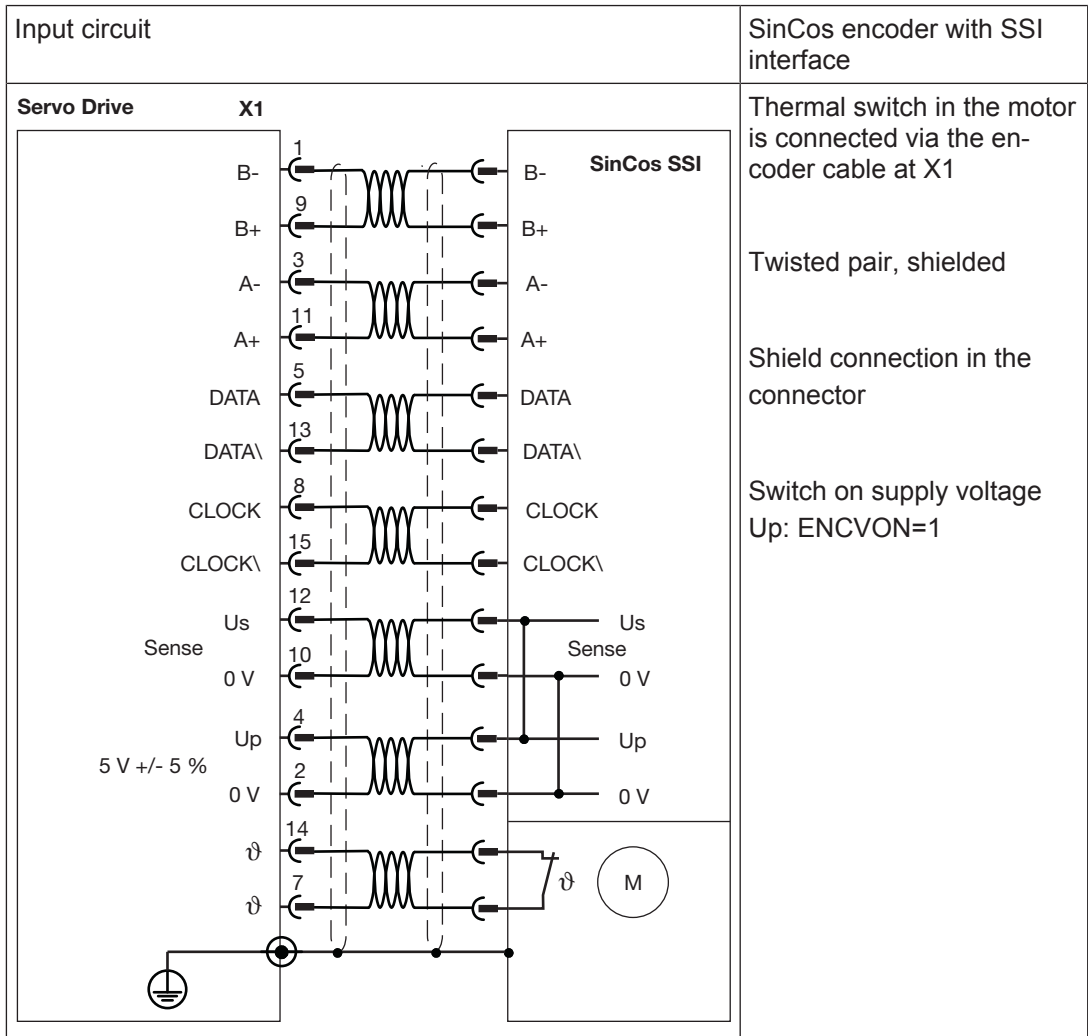 Input circuit
SinCos encoder with SSI
interface
Servo Drive X1
SinCos SSI
1
B- B-
9
B+ B+
3
A- A-
11
A+ A+
5
DATA DATA
13
DATA\ DATA\
8
CLOCK CLOCK
15
CLOCK\ CLOCK\
12
Us Us
Sense Sense
10
0 V 0 V
4
Up Up
5 V +/- 5 %
2
0 V 0 V
14
ϑ
7
ϑ
ϑ M
Thermal switch in the motor
is connected via the en-
coder cable at X1
Twisted pair, shielded
Shield connection in the
connector
Switch on supply voltage
Up: ENCVON=1